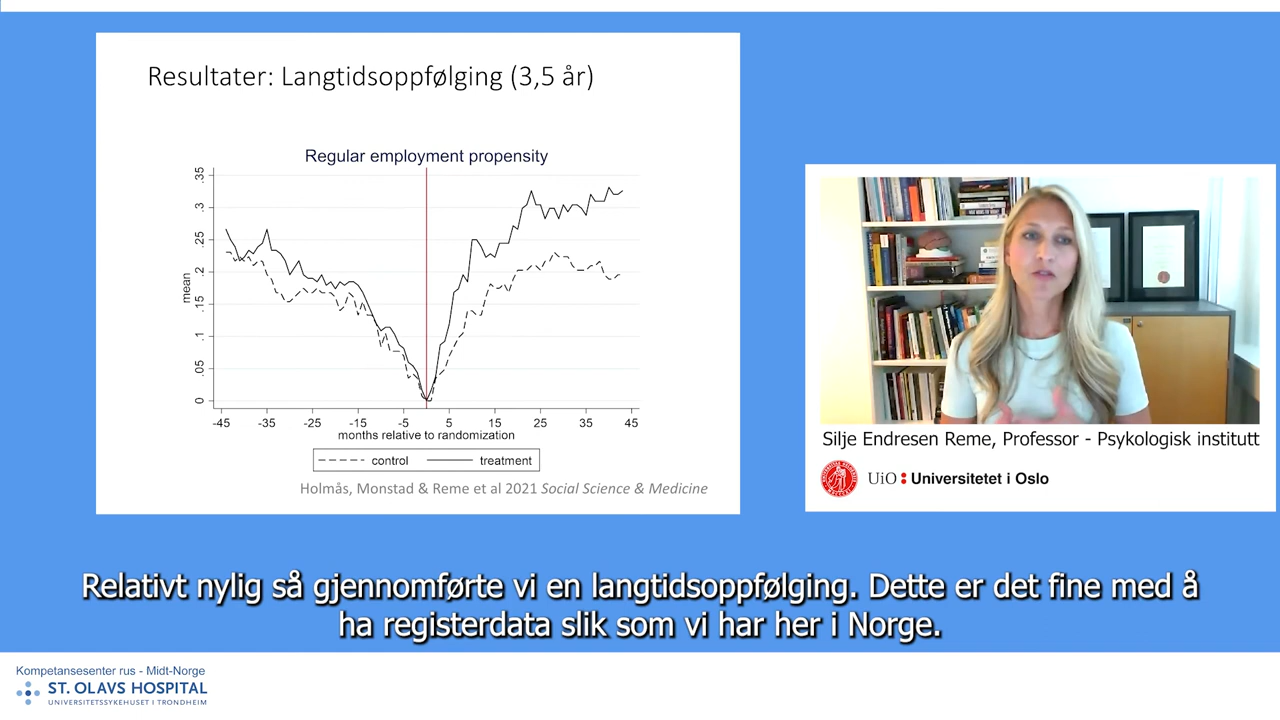 Resultater: Langtidsoppfølging (3,5 år)
Regular employment propensity
.35
.3
.25
.2
.15
.1
.05
0
mean
-45 -35 -25 -15 -5 5 15 25 35 45
months relative to randomization
control treatment
Holmås, Monstad & Reme et al 2021 Social Science & Medicine
Silje Endresen Reme, Professor - Psykologisk institutt
UiO : Universitetet i Oslo
Relativt nylig så gjennomførte vi en langtidsoppfølging. Dette er det fine med å
ha registerdata slik som vi har her i Norge.
Kompetansesenter rus - Midt-Norge
ST. OLAVS HOSPITAL
UNIVERSITETSSYKEHUSET I TRONDHEIM